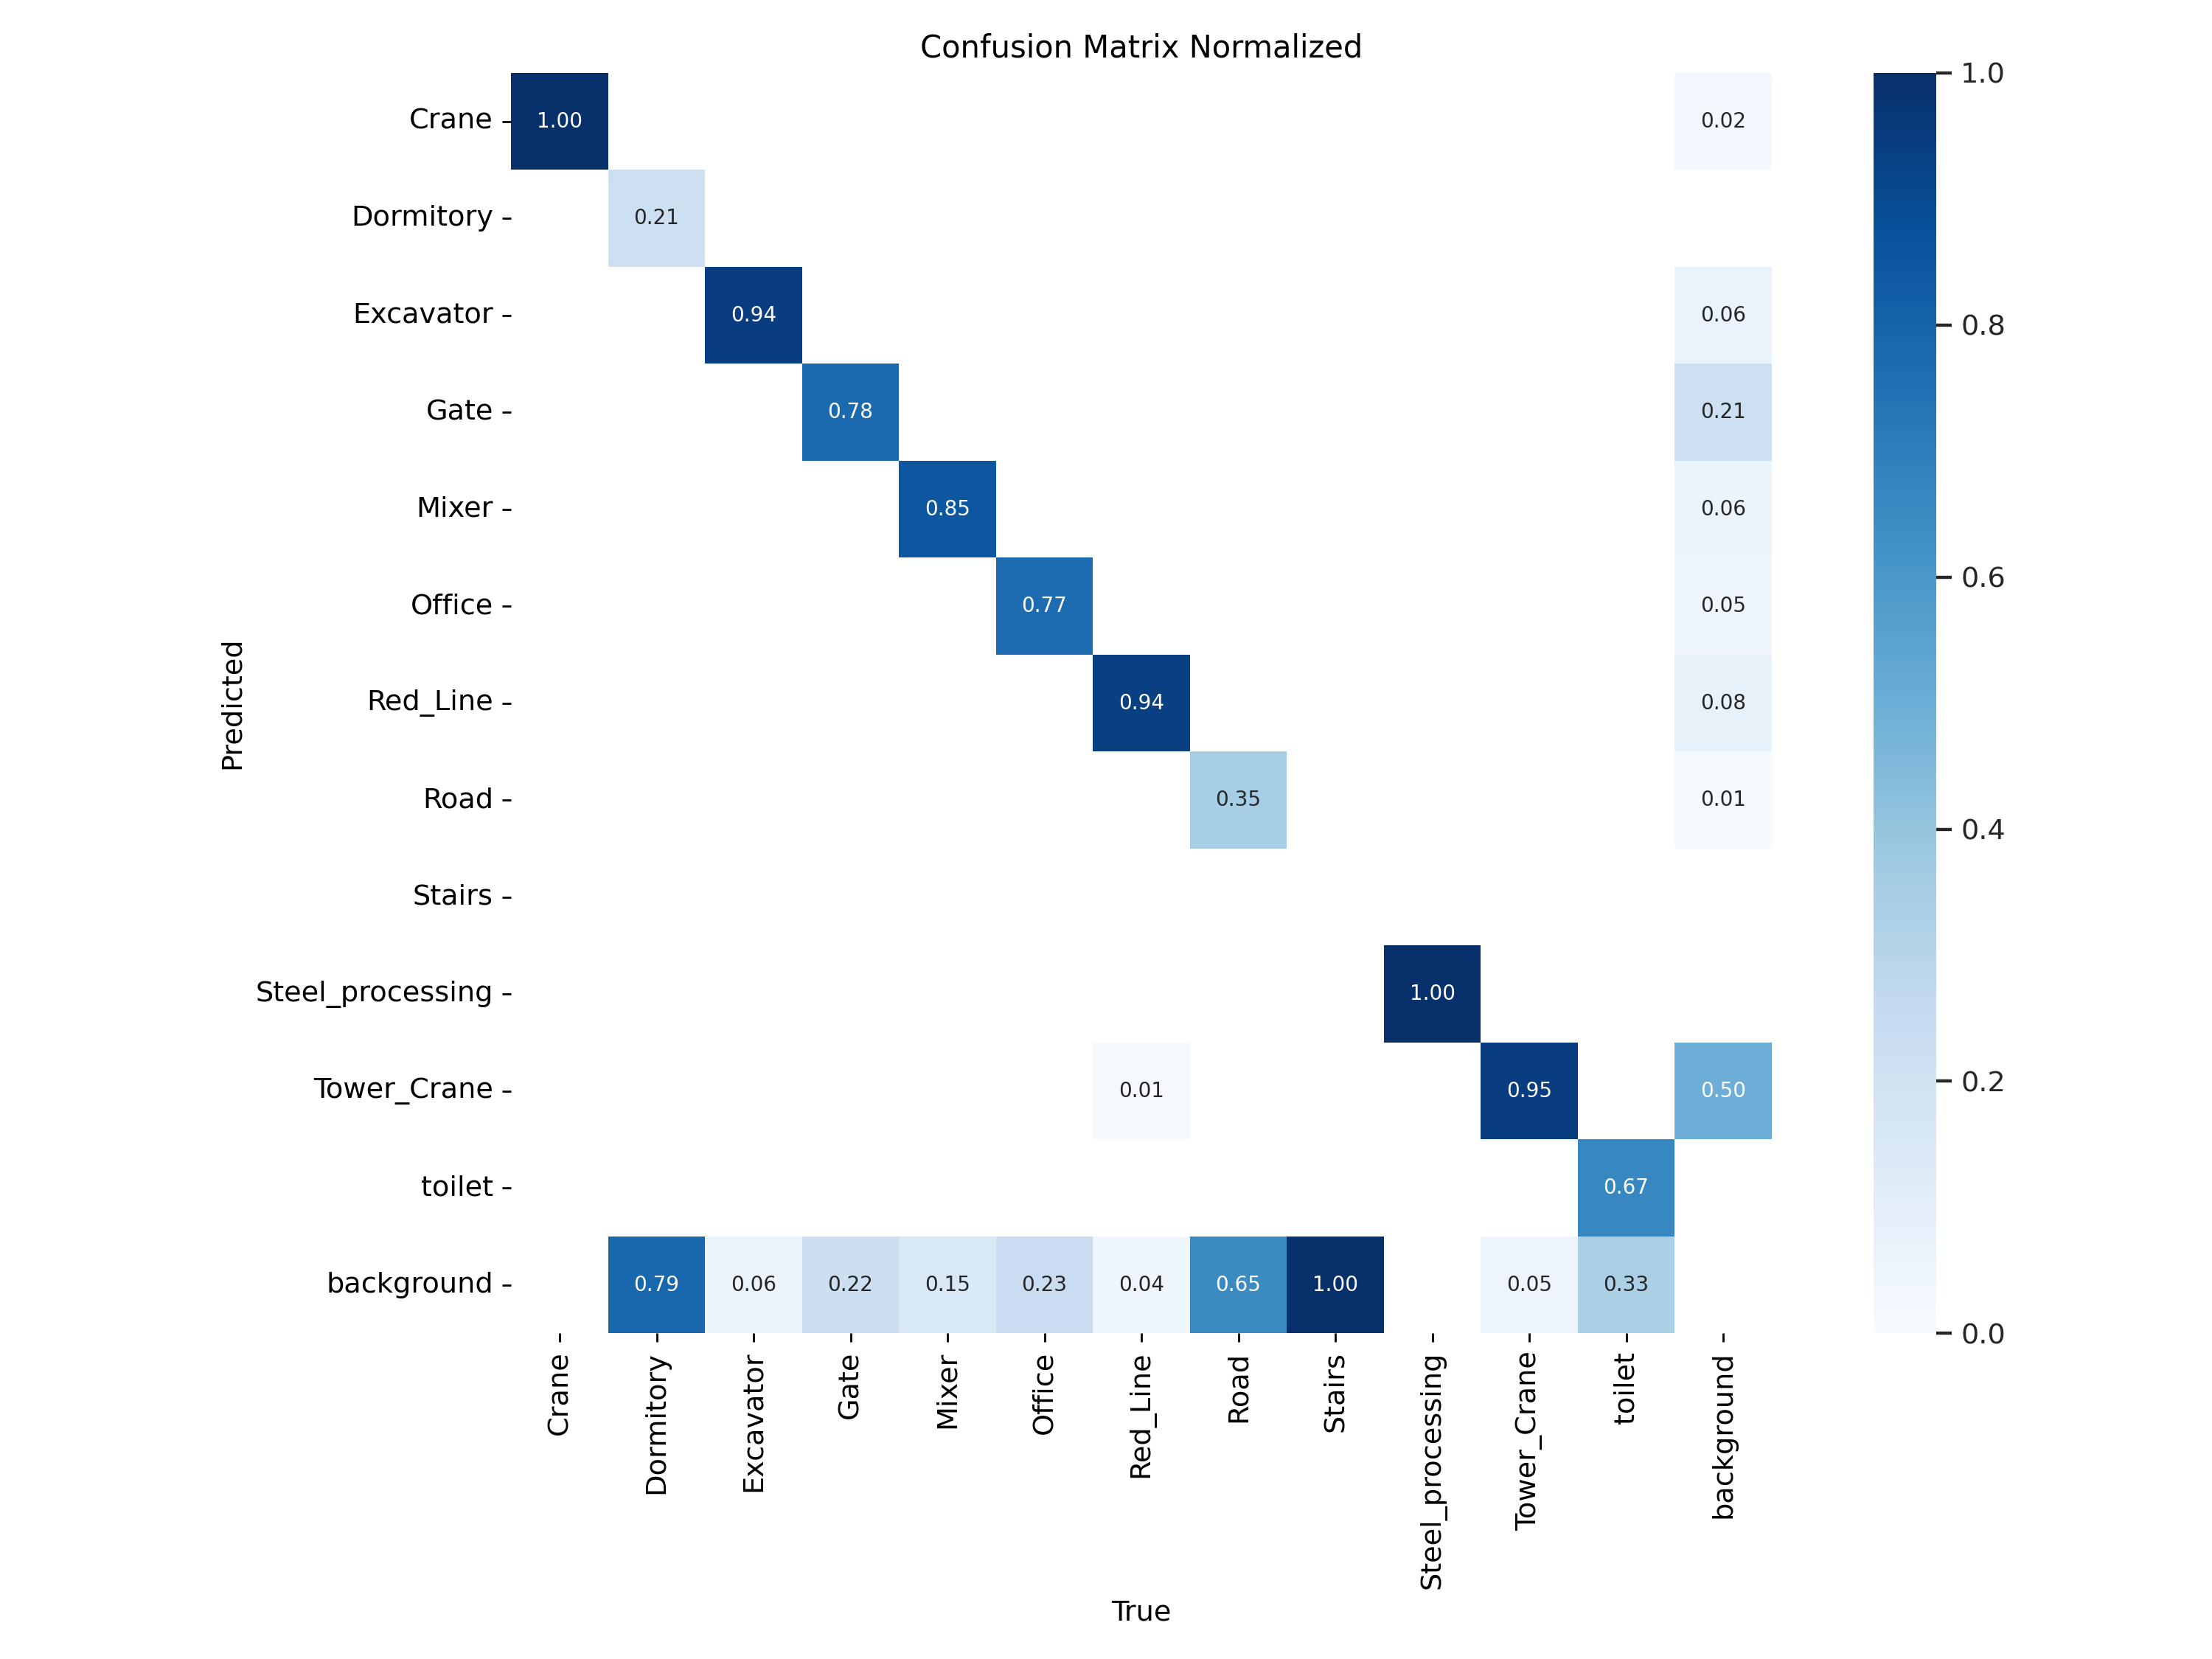 Confusion Matrix Normalized
Crane 1.00 0.02 1.0
Dormitory 0.21
Excavator 0.94 0.06 0.8
Gate 0.78 0.21
Mixer 0.85 0.06
Office 0.77 0.05 0.6
Red_Line 0.94 0.08
Road 0.35 0.01 0.4
Stairs
Steel_processing 1.00
Tower_Crane 0.01 0.95 0.50 0.2
toilet 0.67
background 0.79 0.06 0.22 0.15 0.23 0.04 0.65 1.00 0.05 0.33 0.0
Predicted
Crane
Dormitory
Excavator
Gate
Mixer
Office
Red_Line
Road
Stairs
Steel_processing
Tower_Crane
toilet
background
True